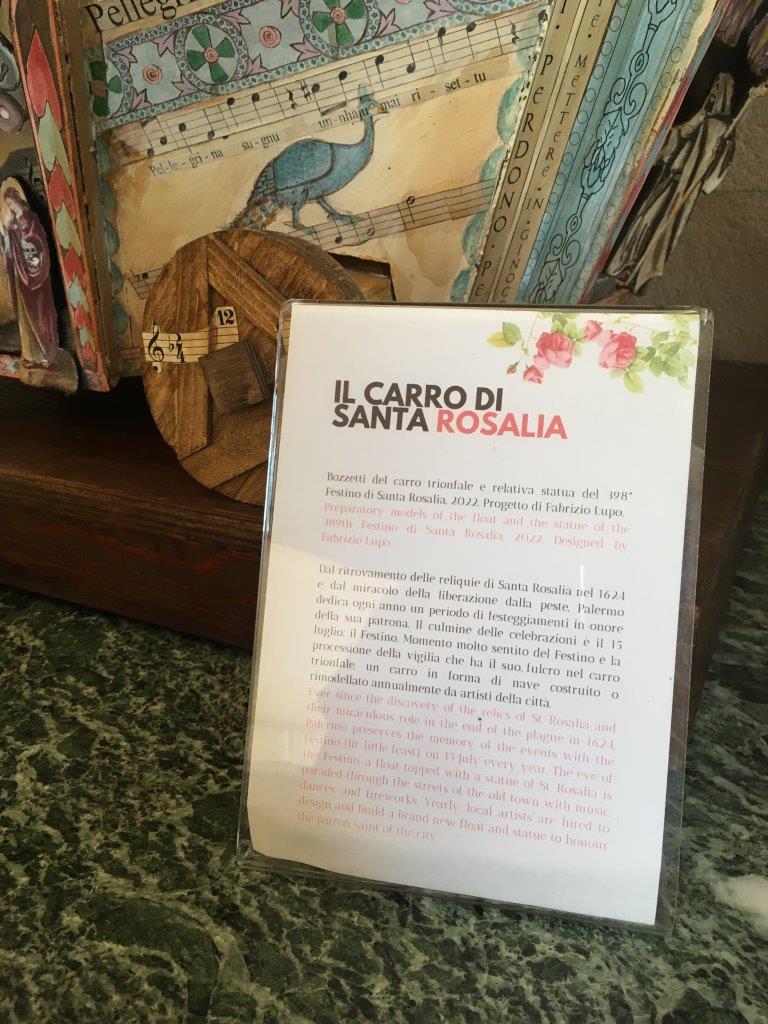 Pellegri
Pel-le-gri-na su-gnu un-nha ju mai ri-set-tu
PERDONO PE
E METTERE IN GINOC
12
IL CARRO DI
SANTA ROSALIA
Bozzetti del carro trionfale e relativa statua del 398°
Festino di Santa Rosalia, 2022. Progetto di Fabrizio Lupo.
Preparatory models of the float and the statue of the
389th Festino di Santa Rosalia, 2022. Designed by
Fabrizio Lupo
Dal ritrovamento delle reliquie di Santa Rosalia nel 1624
e dal miracolo della liberazione dalla peste, Palermo
dedica ogni anno un periodo di festeggiamenti in onore
della sua patrona. Il culmine delle celebrazioni è il 15
luglio: il Festino. Momento molto sentito del Festino è la
processione della vigilia che ha il suo fulcro nel carro
trionfale, un carro in forma di nave costruito o
rimodellato annualmente da artisti della città.
Ever since the discovery of the relics of St. Rosalia and
their miraculous role in the end of the plague in 1624,
Palermo preserves the memory of the events with the
Festino (lit. little feast), on 15 July every year. The eve of
the Festino, a float topped with a statue of St. Rosalia is
paraded through the streets of the old town with music,
dances, and fireworks. Yearly, local artists are hired to
design and build a brand new float and statue to honour
the patron saint of the city.